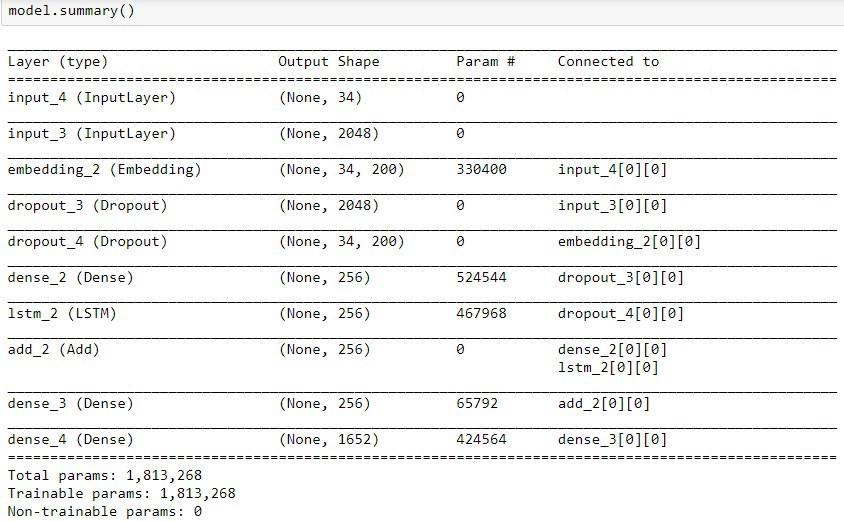 model.summary()
Layer (type) Output Shape Param # Connected to
input_4 (InputLayer) (None, 34) 0
input_3 (InputLayer) (None, 2048) 0
embedding_2 (Embedding) (None, 34, 200) 330400 input_4[0][0]
dropout_3 (Dropout) (None, 2048) 0 input_3[0][0]
dropout_4 (Dropout) (None, 34, 200) 0 embedding_2[0][0]
dense_2 (Dense) (None, 256) 524544 dropout_3[0][0]
lstm_2 (LSTM) (None, 256) 467968 dropout_4[0][0]
add_2 (Add) (None, 256) 0 dense_2[0][0]
lstm_2[0][0]
dense_3 (Dense) (None, 256) 65792 add_2[0][0]
dense_4 (Dense) (None, 1652) 424564 dense_3[0][0]
Total params: 1,813,268
Trainable params: 1,813,268
Non-trainable params: 0